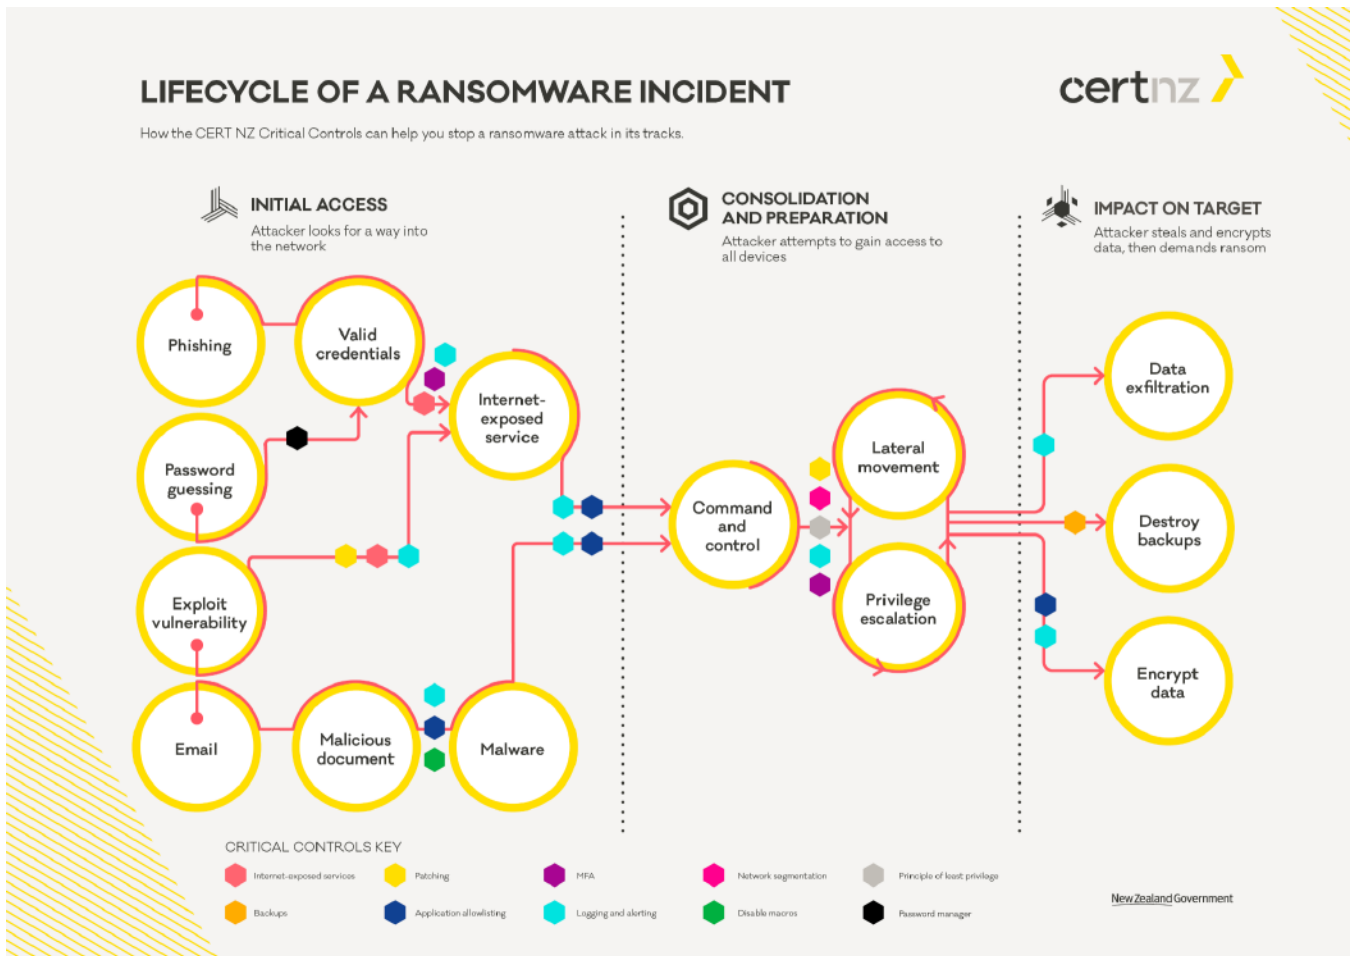 LIFECYCLE OF A RANSOMWARE INCIDENT
certnz
How the CERT NZ Critical Controls can help you stop a ransomware attack in its tracks.
INITIAL ACCESS
Attacker looks for a way into
the network
CONSOLIDATION
AND PREPARATION
Attacker attempts to gain access to
all devices
IMPACT ON TARGET
Attacker steals and encrypts
data, then demands ransom
Phishing
Valid
credentials
Internet-
exposed
service
Password
guessing
Exploit
vulnerability
Email
Malicious
document
Malware
Command
and
control
Lateral
movement
Privilege
escalation
Data
exfiltration
Destroy
backups
Encrypt
data
CRITICAL CONTROLS KEY
Internet-exposed services
Patching
MFA
Network segmentation
Principle of least privilege
Backups
Application allowlisting
Logging and alerting
Disable macros
Password manager
New Zealand Government